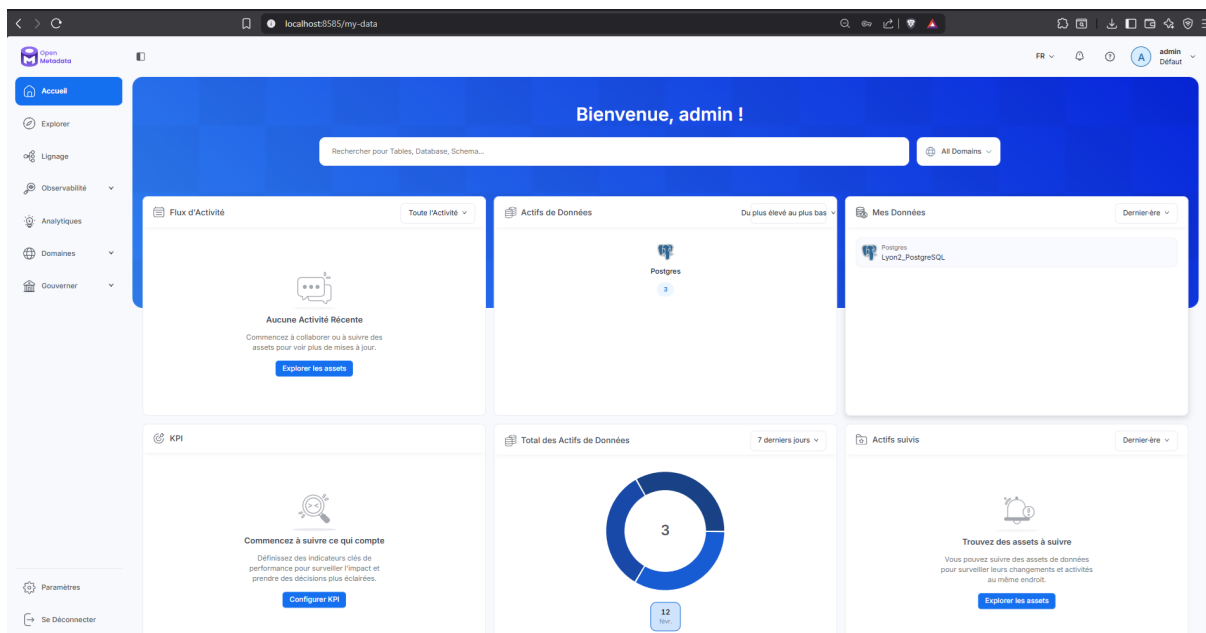 localhost:8585/my-data
Open
Metadata
FR
A
admin
Défaut
Accueil
Explorer
Lignage
Observabilité
Analytiques
Domaines
Gouverner
Paramètres
Se Déconnecter
Bienvenue, admin !
Rechercher pour Tables, Database, Schema...
All Domains
Flux d'Activité
Toute l'Activité
Aucune Activité Récente
Commencez à collaborer ou à suivre des
assets pour voir plus de mises à jour.
Explorer les assets
Actifs de Données
Du plus élevé au plus bas
Postgres
3
Mes Données
Dernier·ère
Postgres
Lyon2_PostgreSQL
KPI
Commencez à suivre ce qui compte
Définissez des indicateurs clés de
performance pour surveiller l'impact et
prendre des décisions plus éclairées.
Configurer KPI
Total des Actifs de Données
7 derniers jours
3
12
févr.
Actifs suivis
Dernier·ère
Trouvez des assets à suivre
Vous pouvez suivre des assets de données
pour surveiller leurs changements et activités
au même endroit.
Explorer les assets